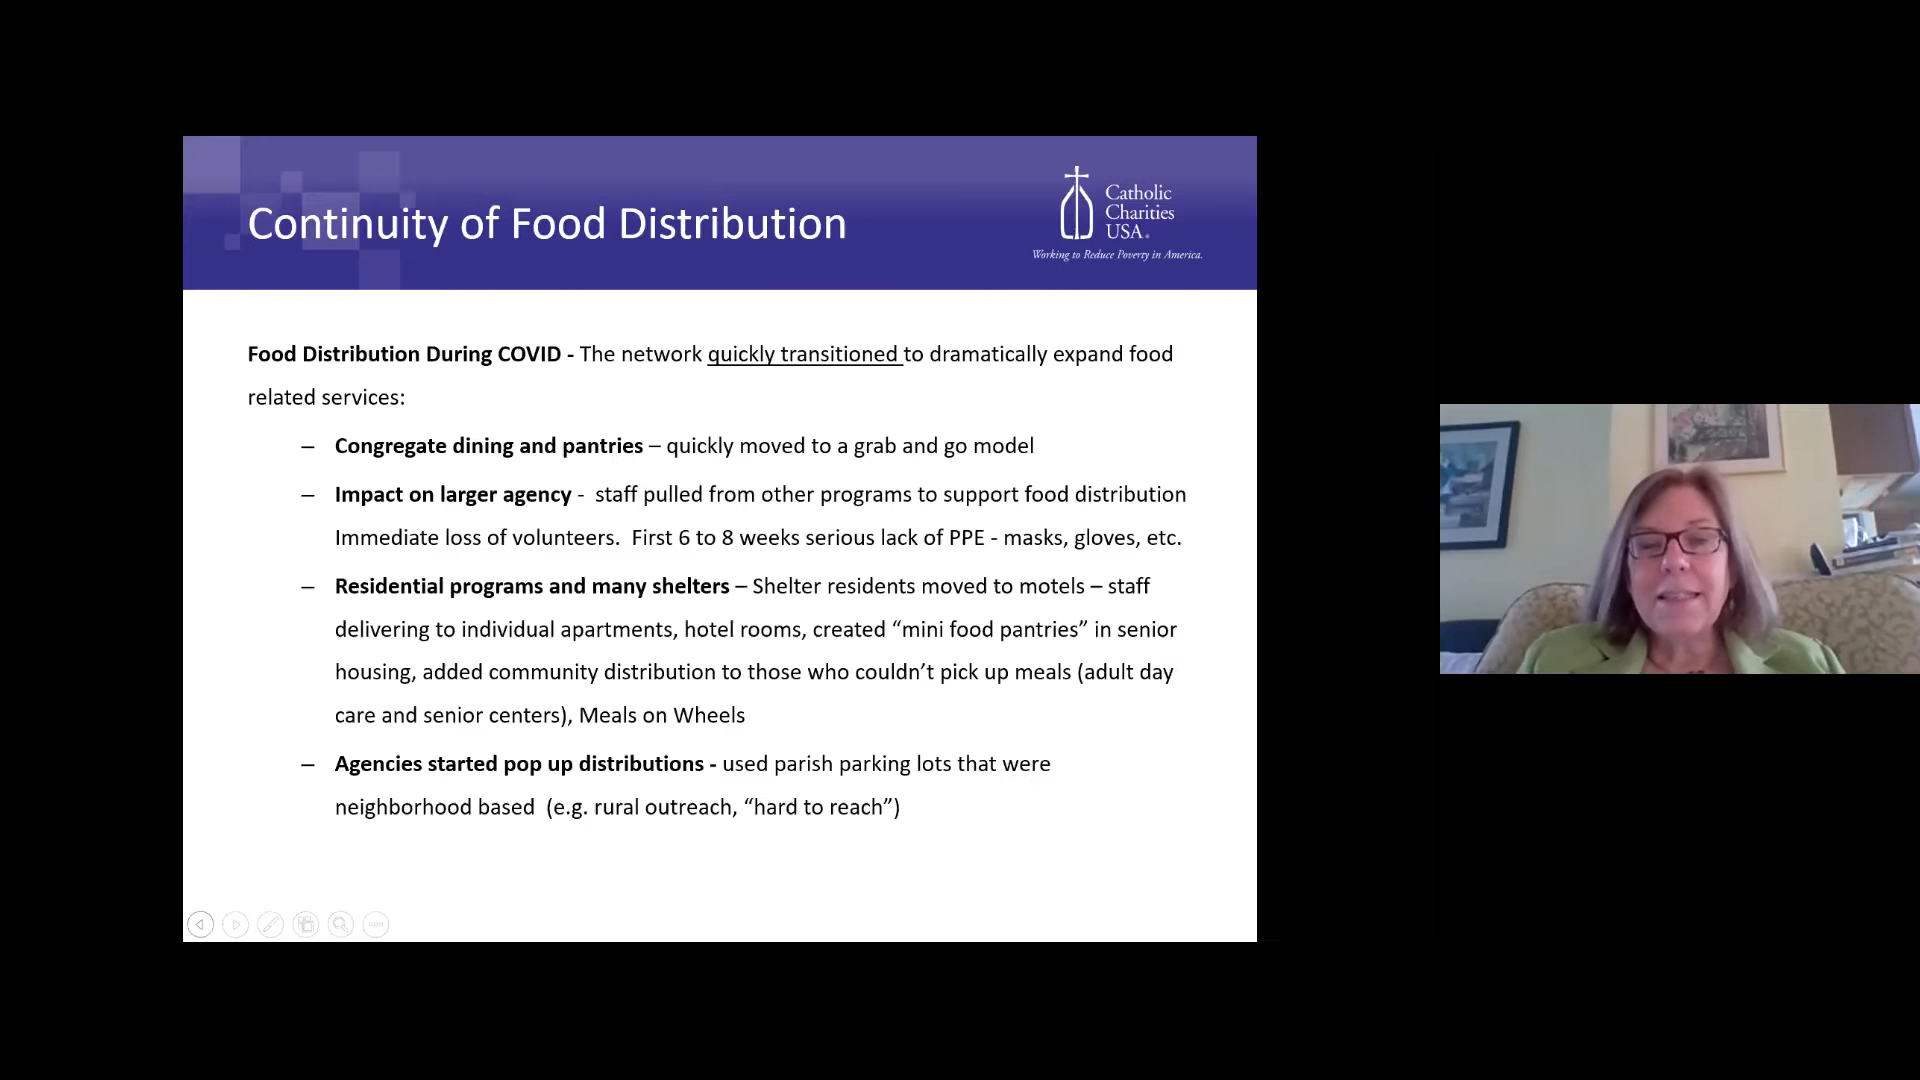 Continuity of Food Distribution
Catholic
Charities
USA®
Working to Reduce Poverty in America.
Food Distribution During COVID - The network quickly transitioned to dramatically expand food
related services:
– Congregate dining and pantries – quickly moved to a grab and go model
– Impact on larger agency -  staff pulled from other programs to support food distribution
Immediate loss of volunteers.  First 6 to 8 weeks serious lack of PPE - masks, gloves, etc.
– Residential programs and many shelters – Shelter residents moved to motels – staff
delivering to individual apartments, hotel rooms, created “mini food pantries” in senior
housing, added community distribution to those who couldn’t pick up meals (adult day
care and senior centers), Meals on Wheels
– Agencies started pop up distributions - used parish parking lots that were
neighborhood based  (e.g. rural outreach, “hard to reach”)